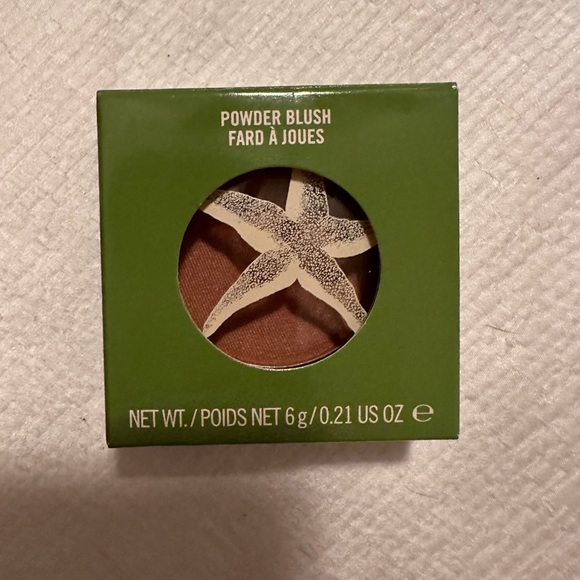 POWDER BLUSH
FARD À JOUES
NET WT./POIDS NET 6 g/0.21 US OZ ℮